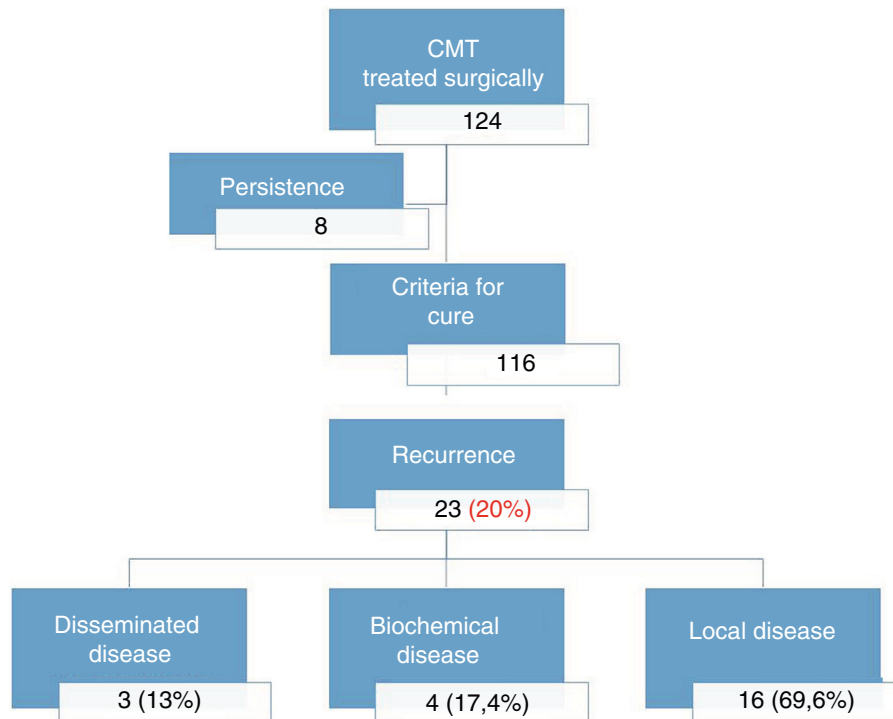 CMT
treated surgically
124
Persistence
8
Criteria for
cure
116
Recurrence
23 (20%)
Disseminated
disease
3 (13%)
Biochemical
disease
4 (17,4%)
Local disease
16 (69,6%)